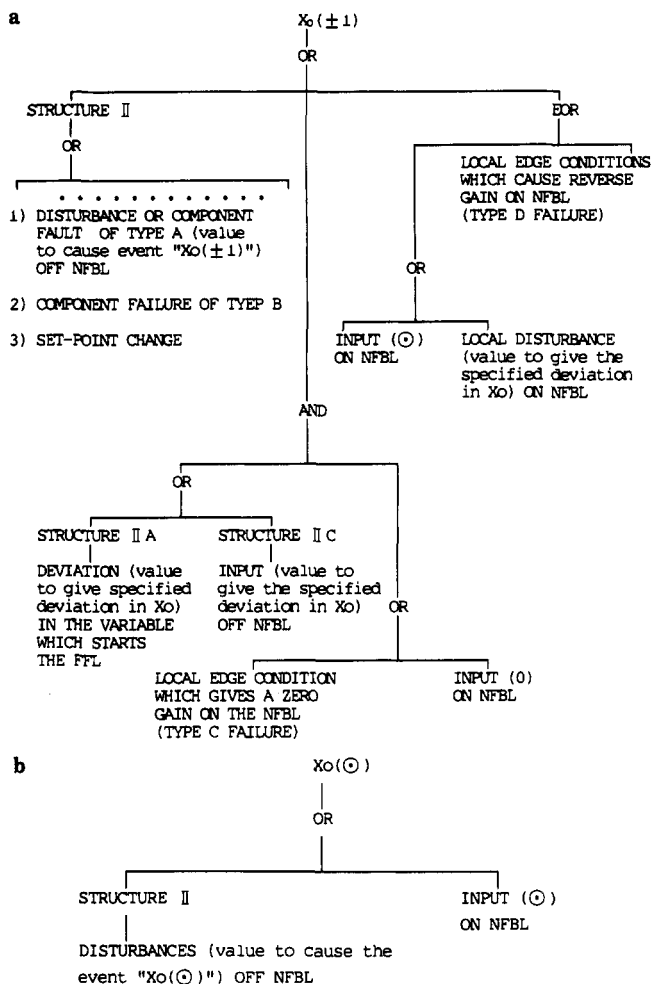 a
Xo(±1)
OR
STRUCTURE II
OR
1) DISTURBANCE OR COMPONENT
FAULT OF TYPE A (value
to cause event "Xo(±1)")
OFF NFBL
2) COMPONENT FAILURE OF TYEP B
3) SET-POINT CHANGE
EOR
LOCAL EDGE CONDITIONS
WHICH CAUSE REVERSE
GAIN ON NFBL
(TYPE D FAILURE)
OR
INPUT (⊙)
ON NFBL
LOCAL DISTURBANCE
(value to give the
specified deviation
in Xo) ON NFBL
AND
OR
STRUCTURE II A
DEVIATION (value
to give specified
deviation in Xo)
IN THE VARIABLE
WHICH STARTS
THE FFL
STRUCTURE II C
INPUT (value to
give the specified
deviation in Xo)
OFF NFBL
OR
LOCAL EDGE CONDITION
WHICH GIVES A ZERO
GAIN ON THE NFBL
(TYPE C FAILURE)
INPUT (0)
ON NFBL
b
Xo(⊙)
OR
STRUCTURE II
DISTURBANCES (value to cause the
event "Xo(⊙)") OFF NFBL
INPUT (⊙)
ON NFBL